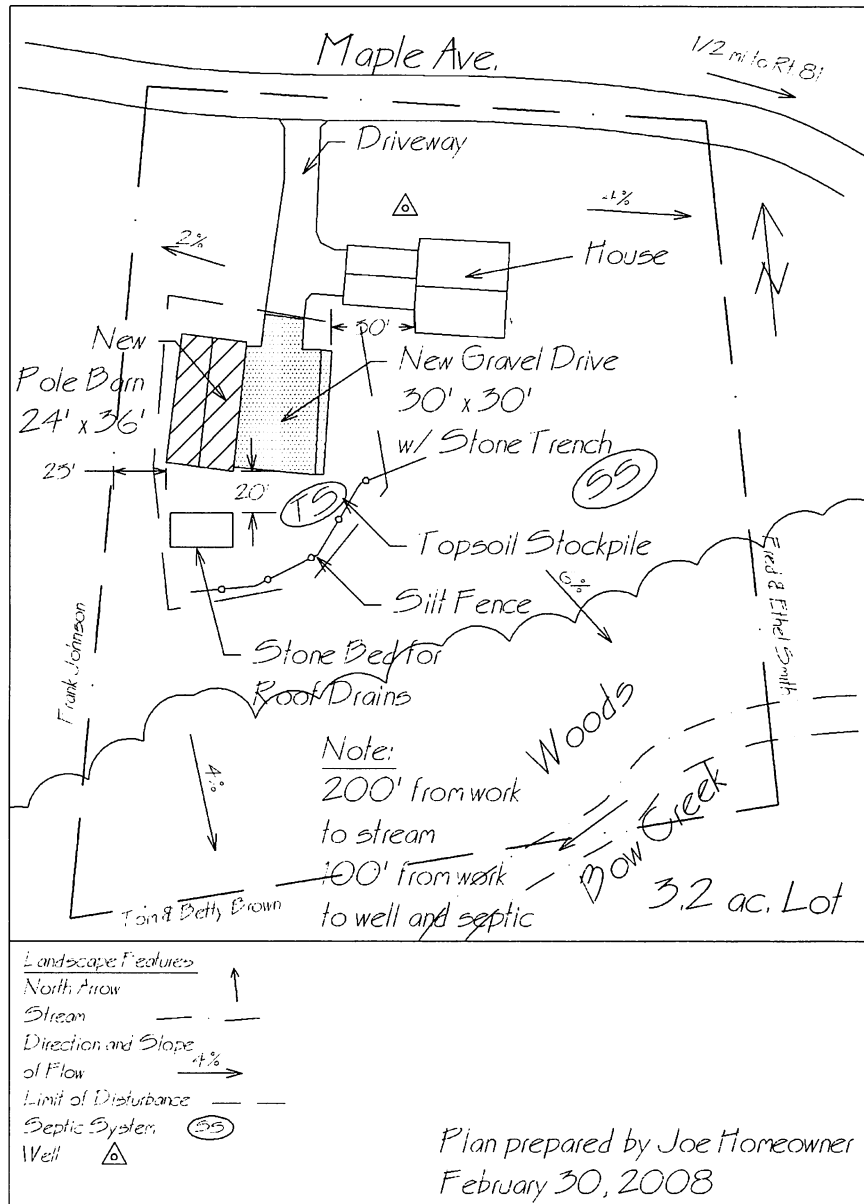 Maple Ave.
1/2 mi to Rt. 81
Driveway
4%
2%
House
30'
N
New
Pole Barn
24' x 36'
New Gravel Drive
30' x 30'
w/ Stone Trench
25'
20'
TS
SS
Topsoil Stockpile
Silt Fence
6%
Fred & Ethel Smith
Frank Johnson
Stone Bed for
Roof Drains
Woods
4%
Note:
200' from work
to stream
100' from work
to well and septic
Bow Creek
3.2 ac. Lot
Tom & Betty Brown
Landscape Features
North Arrow
Stream
Direction and Slope
of Flow
4%
Limit of Disturbance
Septic System
SS
Well
Plan prepared by Joe Homeowner
February 30, 2008